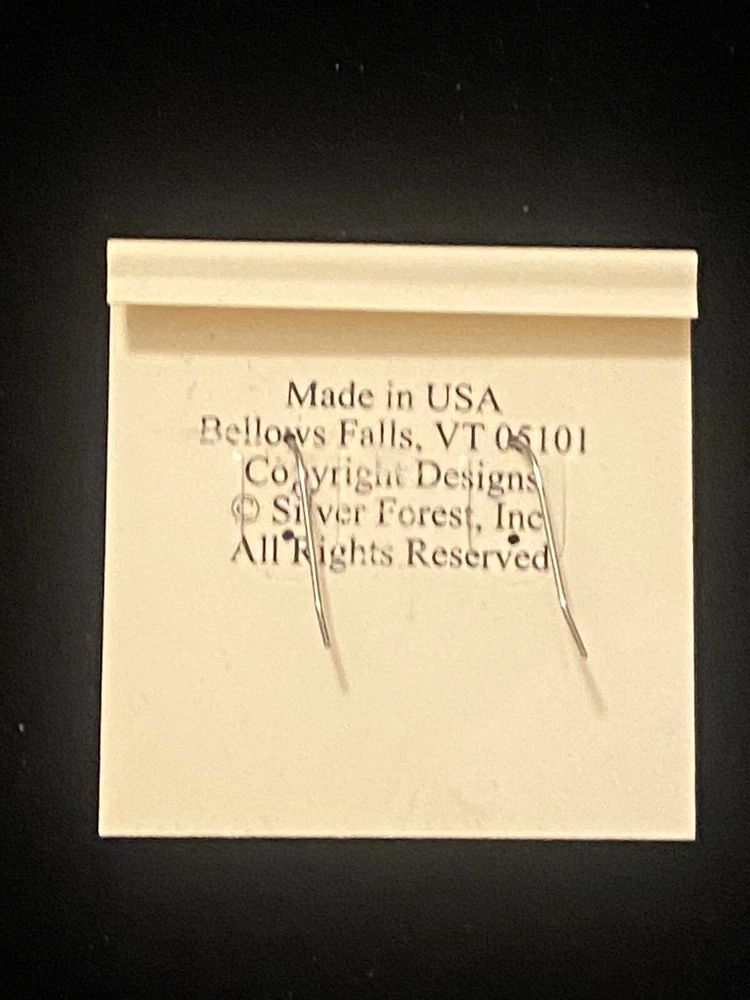 Made in USA
Bellows Falls, VT 05101
Copyright Designs
© Silver Forest, Inc
All Rights Reserved